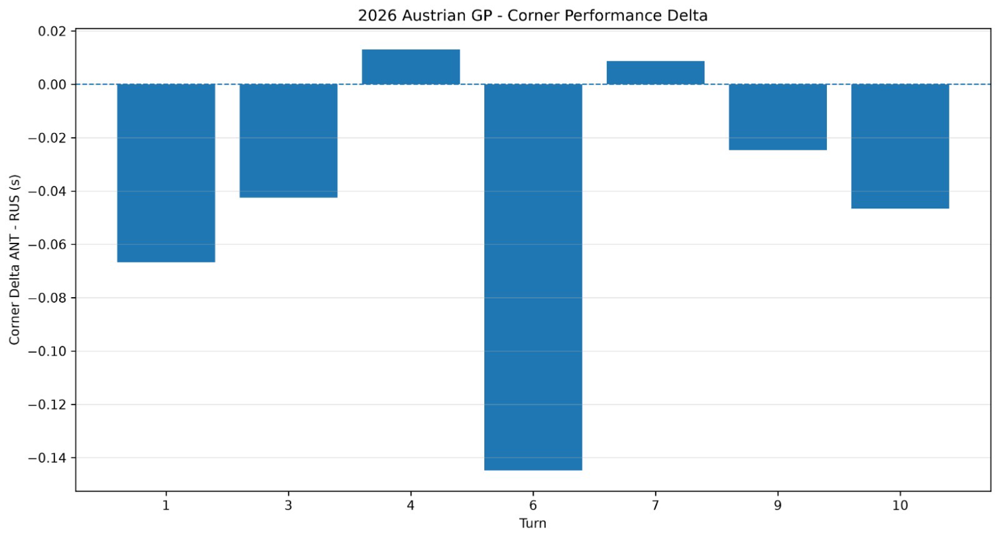 2026 Austrian GP - Corner Performance Delta
Corner Delta ANT - RUS (s)
0.02
0.00
−0.02
−0.04
−0.06
−0.08
−0.10
−0.12
−0.14
1 3 4 6 7 9 10
Turn